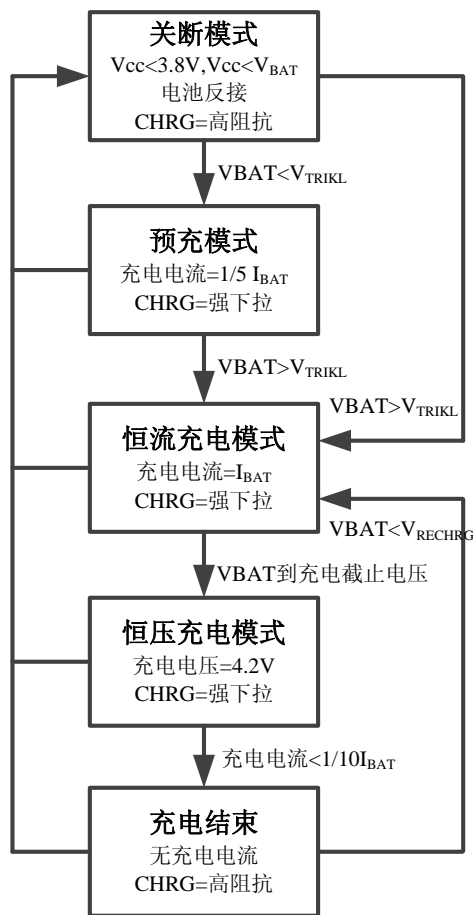 关断模式
Vcc<3.8V,Vcc<VBAT
电池反接
CHRG=高阻抗
VBAT<VTRIKL
预充模式
充电电流=1/5 IBAT
CHRG=强下拉
VBAT>VTRIKL
VBAT>VTRIKL
恒流充电模式
充电电流=IBAT
CHRG=强下拉
VBAT<VRECHRG
VBAT到充电截止电压
恒压充电模式
充电电压=4.2V
CHRG=强下拉
充电电流<1/10IBAT
充电结束
无充电电流
CHRG=高阻抗